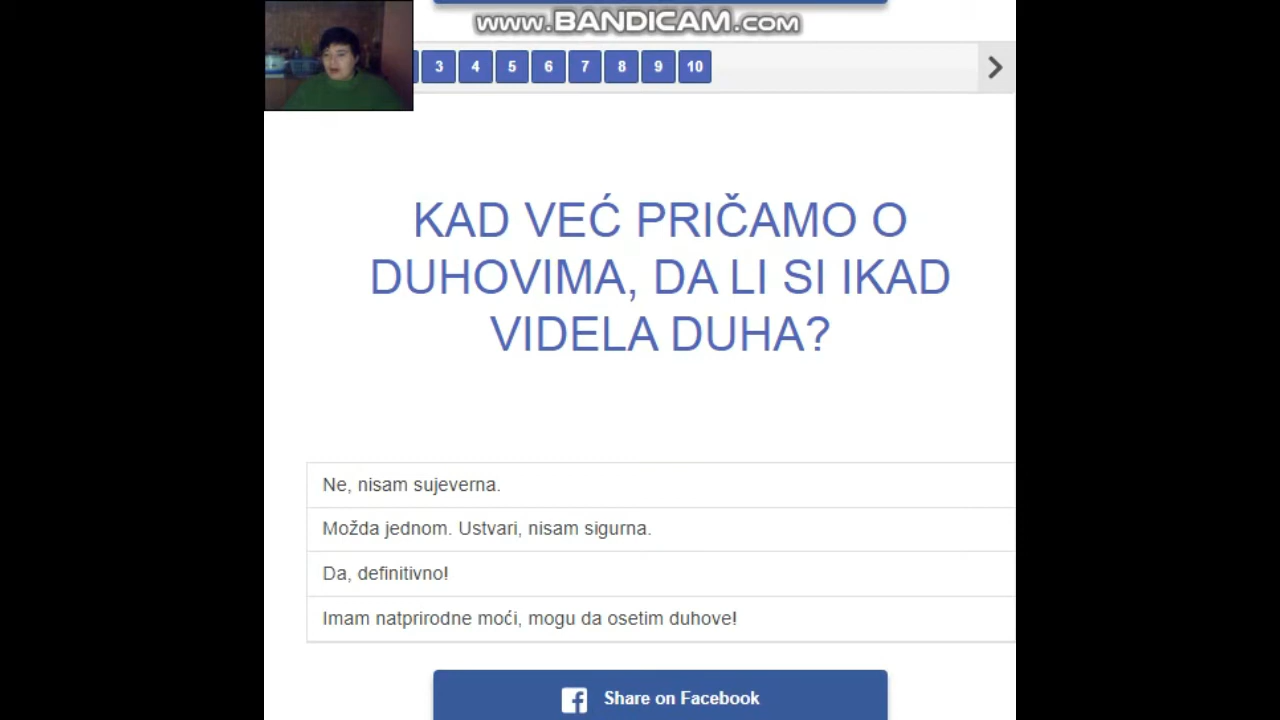 www.BANDICAM.com
3 4 5 6 7 8 9 10
KAD VEĆ PRIČAMO O
DUHOVIMA, DA LI SI IKAD
VIDELA DUHA?
Ne, nisam sujeverna.
Možda jednom. Ustvari, nisam sigurna.
Da, definitivno!
Imam natprirodne moći, mogu da osetim duhove!
Share on Facebook